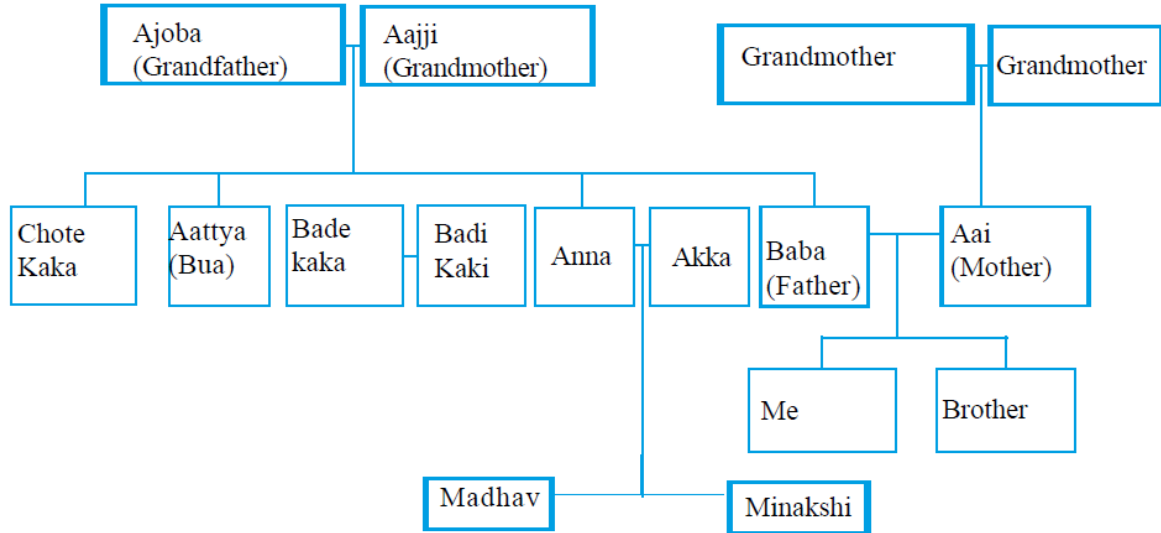 Ajoba
(Grandfather)
Aajji
(Grandmother)
Grandmother
Grandmother
Chote
Kaka
Aattya
(Bua)
Bade
kaka
Badi
Kaki
Anna
Akka
Baba
(Father)
Aai
(Mother)
Me
Brother
Madhav
Minakshi